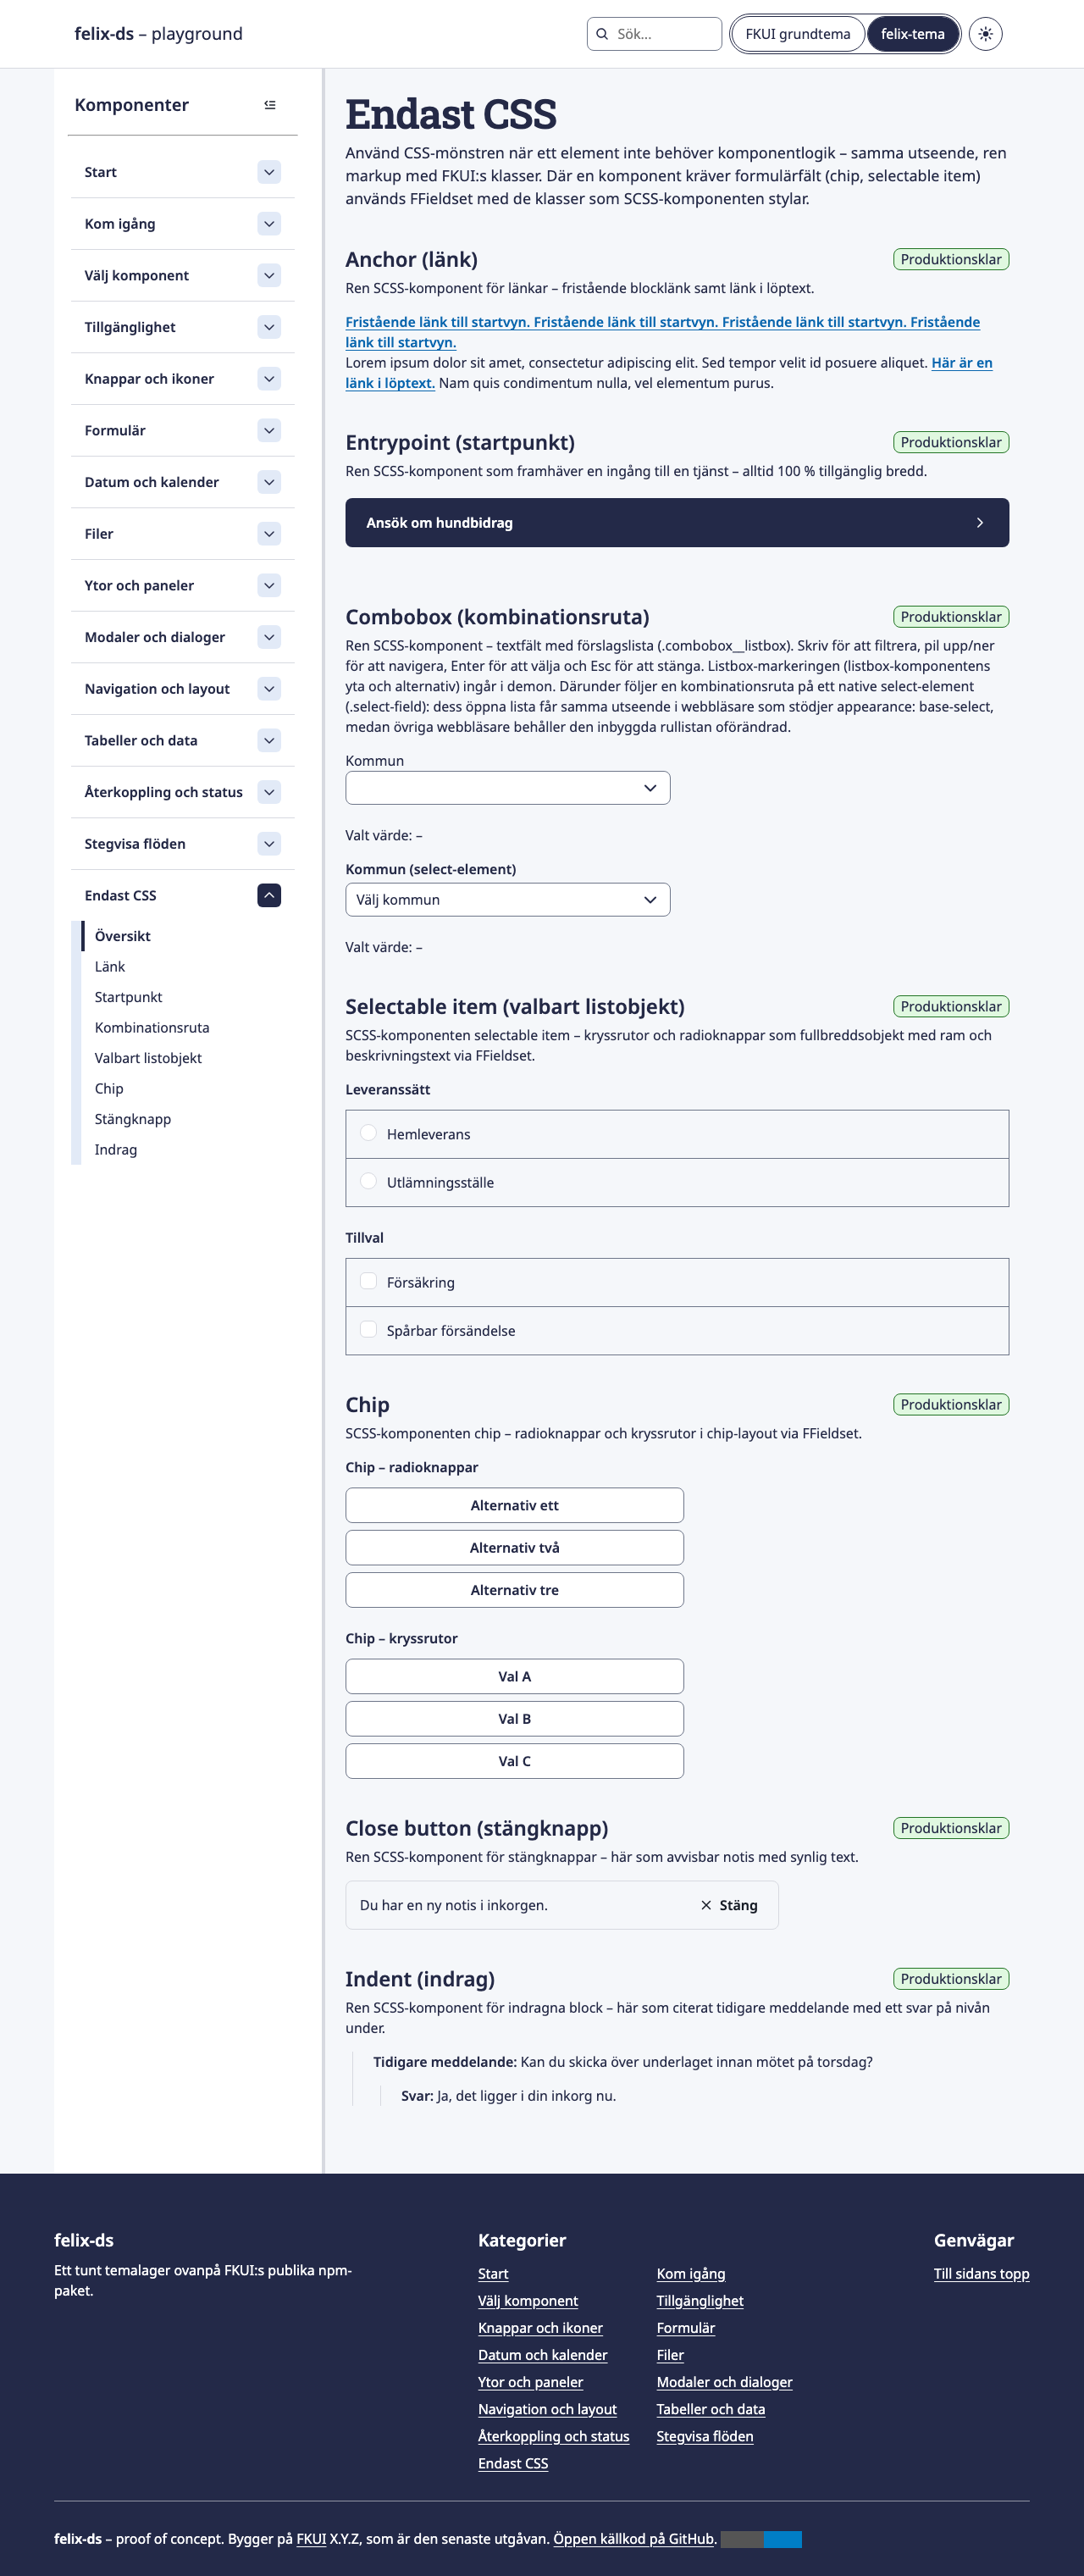 felix-ds – playground
Sök...
FKUI grundtema
felix-tema
Komponenter
Start
Kom igång
Välj komponent
Tillgänglighet
Knappar och ikoner
Formulär
Datum och kalender
Filer
Ytor och paneler
Modaler och dialoger
Navigation och layout
Tabeller och data
Återkoppling och status
Stegvisa flöden
Endast CSS
Översikt
Länk
Startpunkt
Kombinationsruta
Valbart listobjekt
Chip
Stängknapp
Indrag
Endast CSS
Använd CSS-mönstren när ett element inte behöver komponentlogik – samma utseende, ren
markup med FKUI:s klasser. Där en komponent kräver formulärfält (chip, selectable item)
används FFieldset med de klasser som SCSS-komponenten stylar.
Anchor (länk)
Produktionsklar
Ren SCSS-komponent för länkar – fristående blocklänk samt länk i löptext.
Fristående länk till startvyn. Fristående länk till startvyn. Fristående länk till startvyn. Fristående
länk till startvyn.
Lorem ipsum dolor sit amet, consectetur adipiscing elit. Sed tempor velit id posuere aliquet. Här är en
länk i löptext. Nam quis condimentum nulla, vel elementum purus.
Entrypoint (startpunkt)
Produktionsklar
Ren SCSS-komponent som framhäver en ingång till en tjänst – alltid 100 % tillgänglig bredd.
Ansök om hundbidrag
Combobox (kombinationsruta)
Produktionsklar
Ren SCSS-komponent – textfält med förslagslista (.combobox__listbox). Skriv för att filtrera, pil upp/ner
för att navigera, Enter för att välja och Esc för att stänga. Listbox-markeringen (listbox-komponentens
yta och alternativ) ingår i demon. Därunder följer en kombinationsruta på ett native select-element
(.select-field): dess öppna lista får samma utseende i webbläsare som stödjer appearance: base-select,
medan övriga webbläsare behåller den inbyggda rullistan oförändrad.
Kommun
Valt värde: –
Kommun (select-element)
Välj kommun
Valt värde: –
Selectable item (valbart listobjekt)
Produktionsklar
SCSS-komponenten selectable item – kryssrutor och radioknappar som fullbreddsobjekt med ram och
beskrivningstext via FFieldset.
Leveranssätt
Hemleverans
Utlämningsställe
Tillval
Försäkring
Spårbar försändelse
Chip
Produktionsklar
SCSS-komponenten chip – radioknappar och kryssrutor i chip-layout via FFieldset.
Chip – radioknappar
Alternativ ett
Alternativ två
Alternativ tre
Chip – kryssrutor
Val A
Val B
Val C
Close button (stängknapp)
Produktionsklar
Ren SCSS-komponent för stängknappar – här som avvisbar notis med synlig text.
Du har en ny notis i inkorgen.
Stäng
Indent (indrag)
Produktionsklar
Ren SCSS-komponent för indragna block – här som citerat tidigare meddelande med ett svar på nivån
under.
Tidigare meddelande: Kan du skicka över underlaget innan mötet på torsdag?
Svar: Ja, det ligger i din inkorg nu.
felix-ds
Ett tunt temalager ovanpå FKUI:s publika npm-
paket.
Kategorier
Start
Kom igång
Välj komponent
Tillgänglighet
Knappar och ikoner
Formulär
Datum och kalender
Filer
Ytor och paneler
Modaler och dialoger
Navigation och layout
Tabeller och data
Återkoppling och status
Stegvisa flöden
Endast CSS
Genvägar
Till sidans topp
felix-ds – proof of concept. Bygger på FKUI X.Y.Z, som är den senaste utgåvan. Öppen källkod på GitHub.